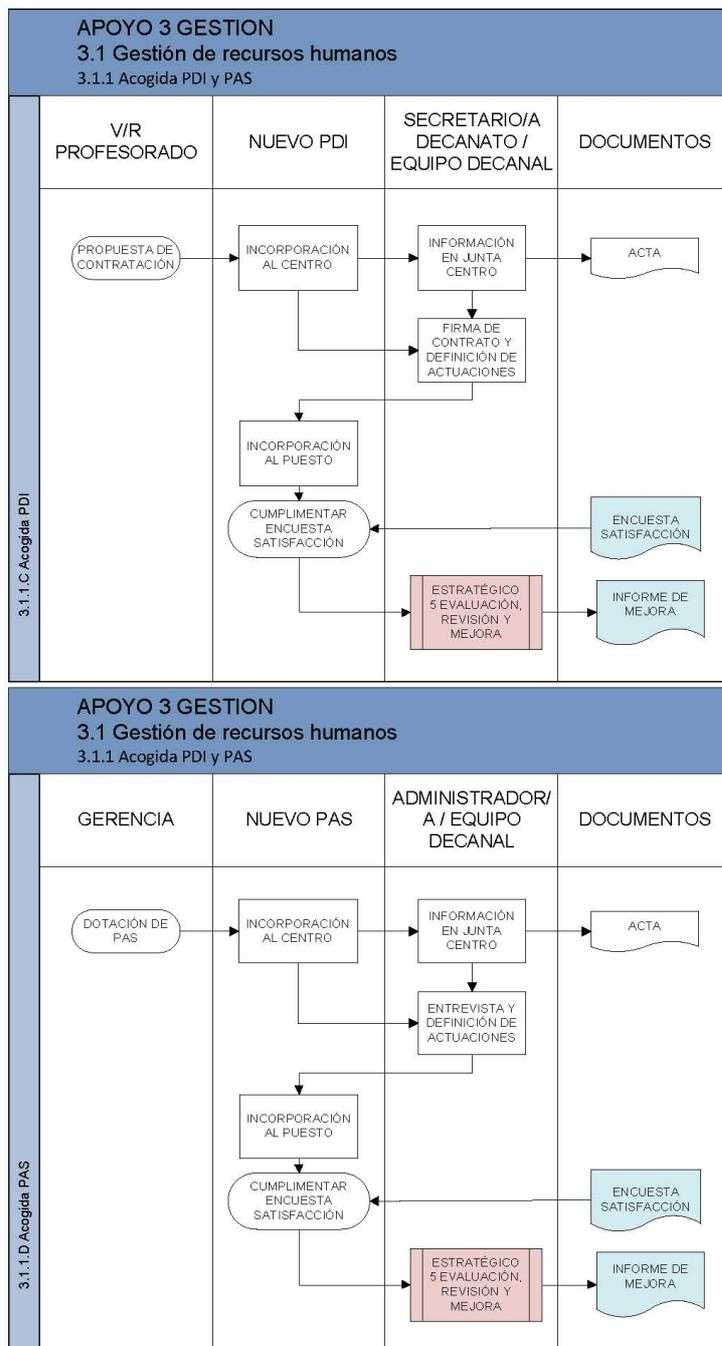 APOYO 3 GESTION
3.1 Gestión de recursos humanos
3.1.1 Acogida PDI y PAS
V/R
PROFESORADO
NUEVO PDI
SECRETARIO/A
DECANATO /
EQUIPO DECANAL
DOCUMENTOS
PROPUESTA DE
CONTRATACIÓN
INCORPORACIÓN
AL CENTRO
INFORMACIÓN
EN JUNTA
CENTRO
ACTA
FIRMA DE
CONTRATO Y
DEFINICIÓN DE
ACTUACIONES
INCORPORACIÓN
AL PUESTO
CUMPLIMENTAR
ENCUESTA
SATISFACCIÓN
ENCUESTA
SATISFACCIÓN
ESTRATÉGICO
5 EVALUACIÓN,
REVISIÓN Y
MEJORA
INFORME DE
MEJORA
3.1.1.C Acogida PDI
APOYO 3 GESTION
3.1 Gestión de recursos humanos
3.1.1 Acogida PDI y PAS
GERENCIA
NUEVO PAS
ADMINISTRADOR/
A / EQUIPO
DECANAL
DOCUMENTOS
DOTACIÓN DE
PAS
INCORPORACIÓN
AL CENTRO
INFORMACIÓN
EN JUNTA
CENTRO
ACTA
ENTREVISTA Y
DEFINICIÓN DE
ACTUACIONES
INCORPORACIÓN
AL PUESTO
CUMPLIMENTAR
ENCUESTA
SATISFACCIÓN
ENCUESTA
SATISFACCIÓN
ESTRATÉGICO
5 EVALUACIÓN,
REVISIÓN Y
MEJORA
INFORME DE
MEJORA
3.1.1.D Acogida PAS